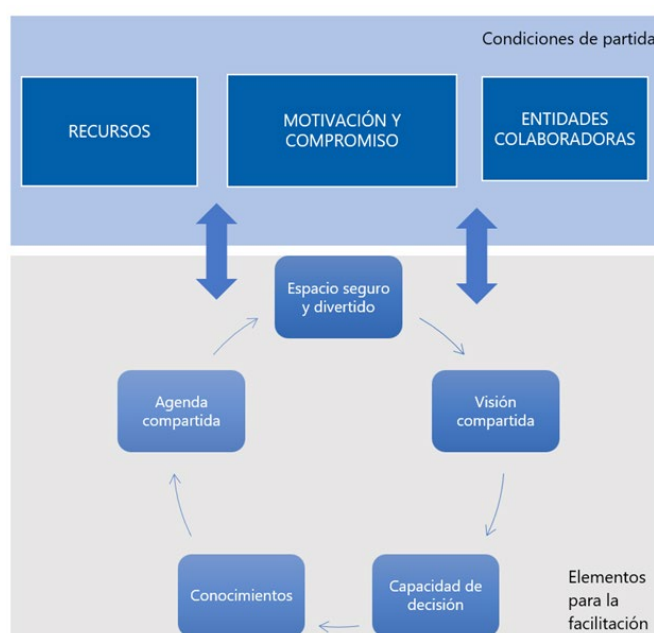 Condiciones de partida
RECURSOS
MOTIVACIÓN Y
COMPROMISO
ENTIDADES
COLABORADORAS
Espacio seguro
y divertido
Agenda
compartida
Visión
compartida
Conocimientos
Capacidad de
decisión
Elementos
para la
facilitación